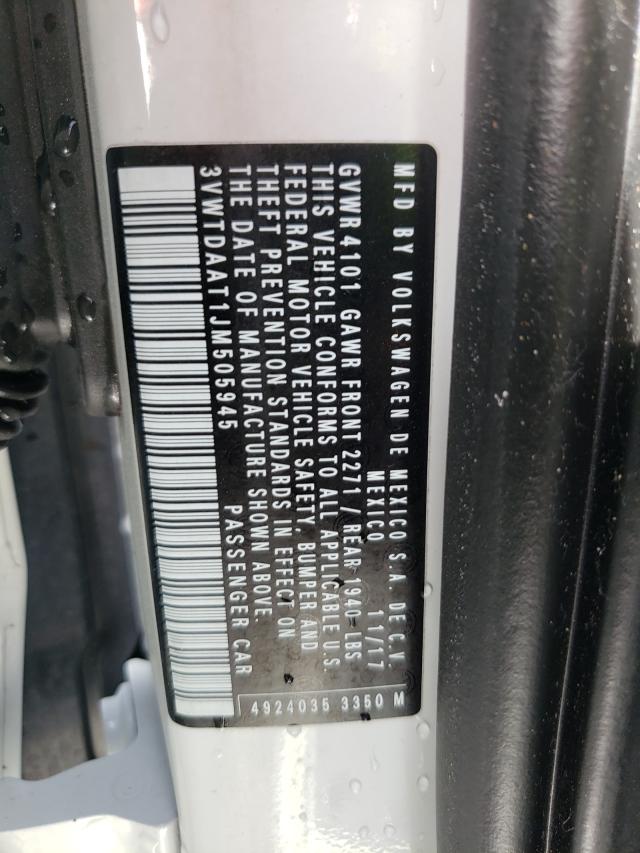 MFD BY VOLKSWAGEN DE MEXICO S.A. DE C.V
MEXICO 11/17
GVWR 4101 GAWR FRONT 2271 / REAR 1940 LBS
THIS VEHICLE CONFORMS TO ALL APPLICABLE U.S.
FEDERAL MOTOR VEHICLE SAFETY, BUMPER AND
THEFT PREVENTION STANDARDS IN EFFECT ON
THE DATE OF MANUFACTURE SHOWN ABOVE.
3VWTDAAT1JM505945 PASSENGER CAR
4924035 3350 M